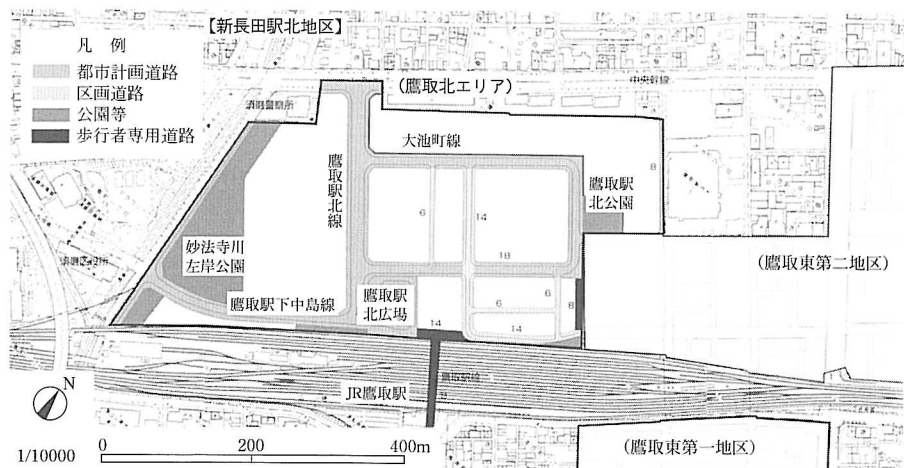 【新長田駅北地区】
凡 例
都市計画道路
区画道路
公園等
歩行者専用道路
(鷹取北エリア)
中央幹線
須磨警察所
大池町線
鷹取駅北線
8
鷹取駅
北公園
6
14
妙法寺川
左岸公園
18
(鷹取東第二地区)
鷹取駅下中島線
鷹取駅
北広場
6
6
8
14
14
JR鷹取駅
N
1/10000
0
200
400m
(鷹取東第一地区)